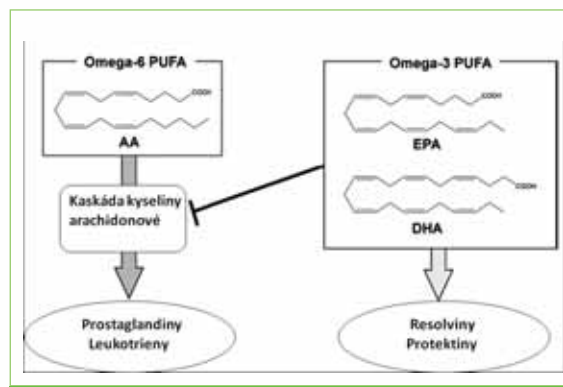 Omega-6 PUFA
COOH
AA
Kaskáda kyseliny
arachidonové
Prostaglandiny
Leukotrieny
Omega-3 PUFA
COOH
EPA
COOH
DHA
Resolviny
Protektiny